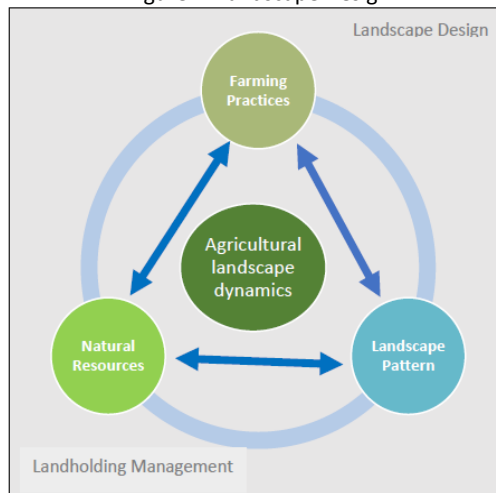 Landscape Design
Farming
Practices
Agricultural
landscape
dynamics
Natural
Resources
Landscape
Pattern
Landholding Management